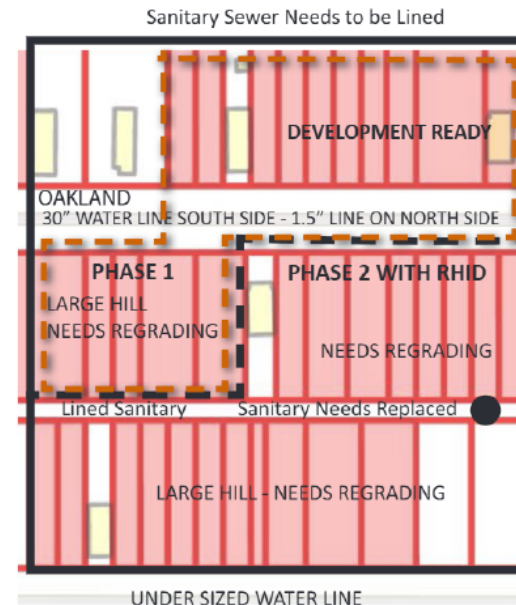 Sanitary Sewer Needs to be Lined
DEVELOPMENT READY
OAKLAND
30" WATER LINE SOUTH SIDE - 1.5" LINE ON NORTH SIDE
PHASE 1
PHASE 2 WITH RHID
LARGE HILL
NEEDS REGRADING
NEEDS REGRADING
Lined Sanitary
Sanitary Needs Replaced
LARGE HILL - NEEDS REGRADING
UNDER SIZED WATER LINE